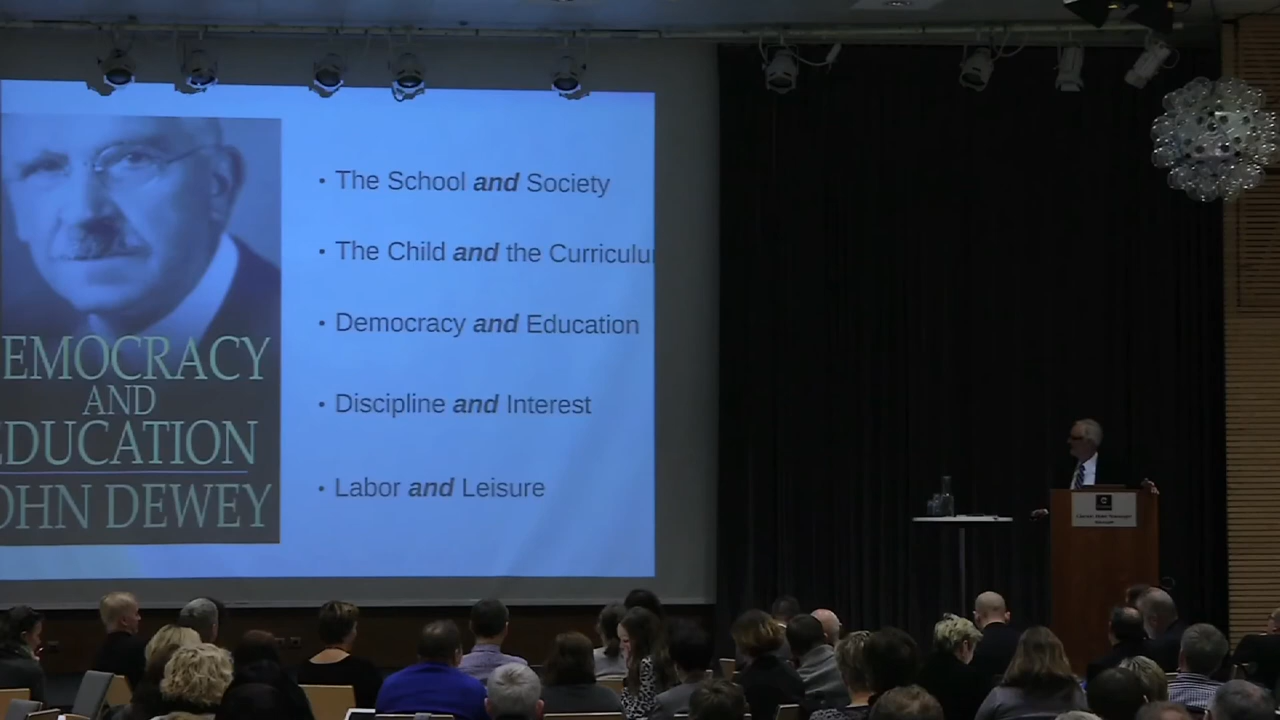 • The School and Society
• The Child and the Curriculu
• Democracy and Education
• Discipline and Interest
• Labor and Leisure
EMOCRACY
AND
EDUCATION
OHN DEWEY